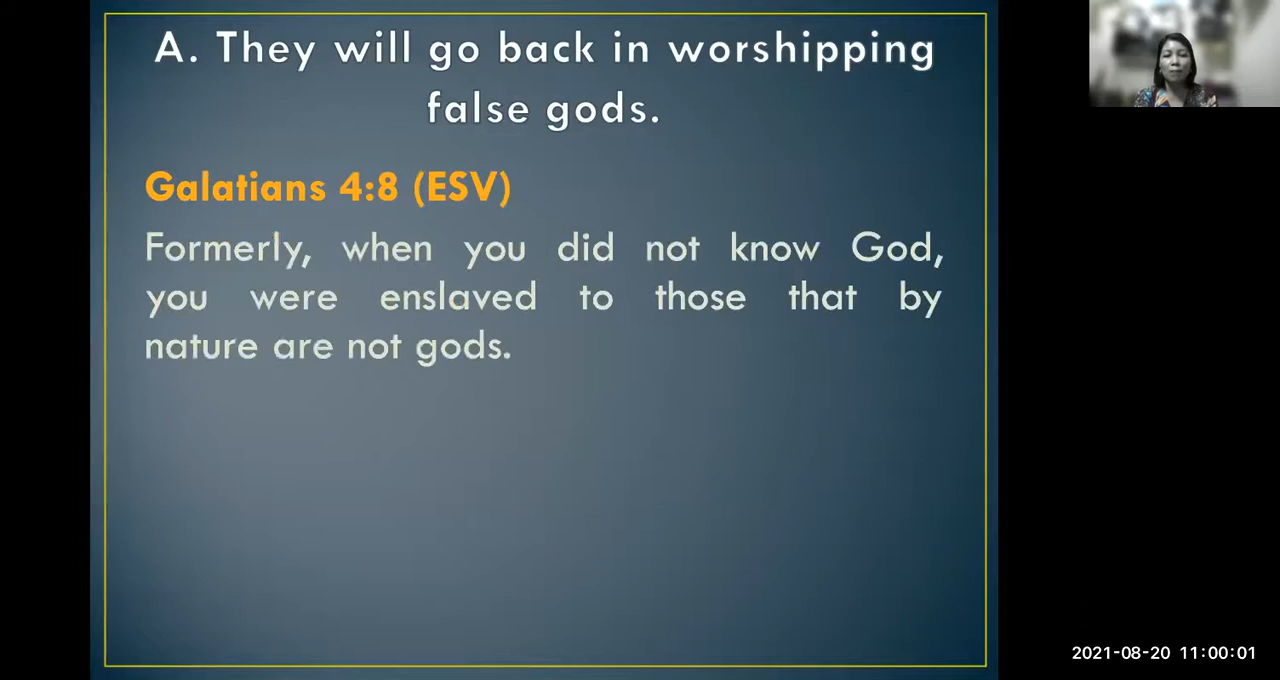 A. They will go back in worshipping
false gods.
Galatians 4:8 (ESV)
Formerly, when you did not know God,
you were enslaved to those that by
nature are not gods.
2021-08-20 11:00:01